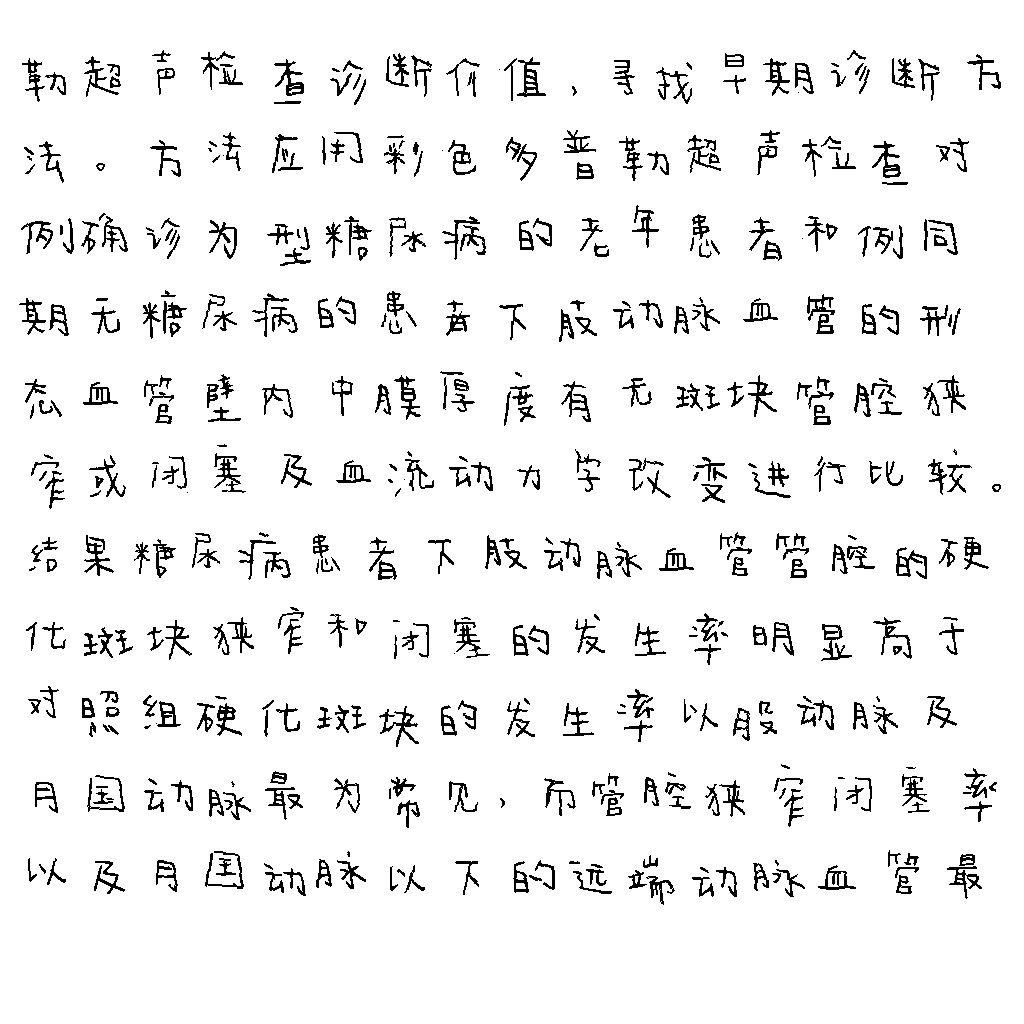 勒超声检查诊断价值,寻找早期诊断方
法。方法应用彩色多普勒超声检查对
例确诊为型糖尿病的老年患者和例同
期无糖尿病的患者下肢动脉血管的形
态血管壁内中膜厚度有无斑块管腔狭
窄或闭塞及血流动力学改变进行比较。
结果糖尿病患者下肢动脉血管管腔的硬
化斑块狭窄和闭塞的发生率明显高于
对照组硬化斑块的发生率以股动脉及
月国动脉最为常见,而管腔狭窄闭塞率
以及月国动脉以下的远端动脉血管最